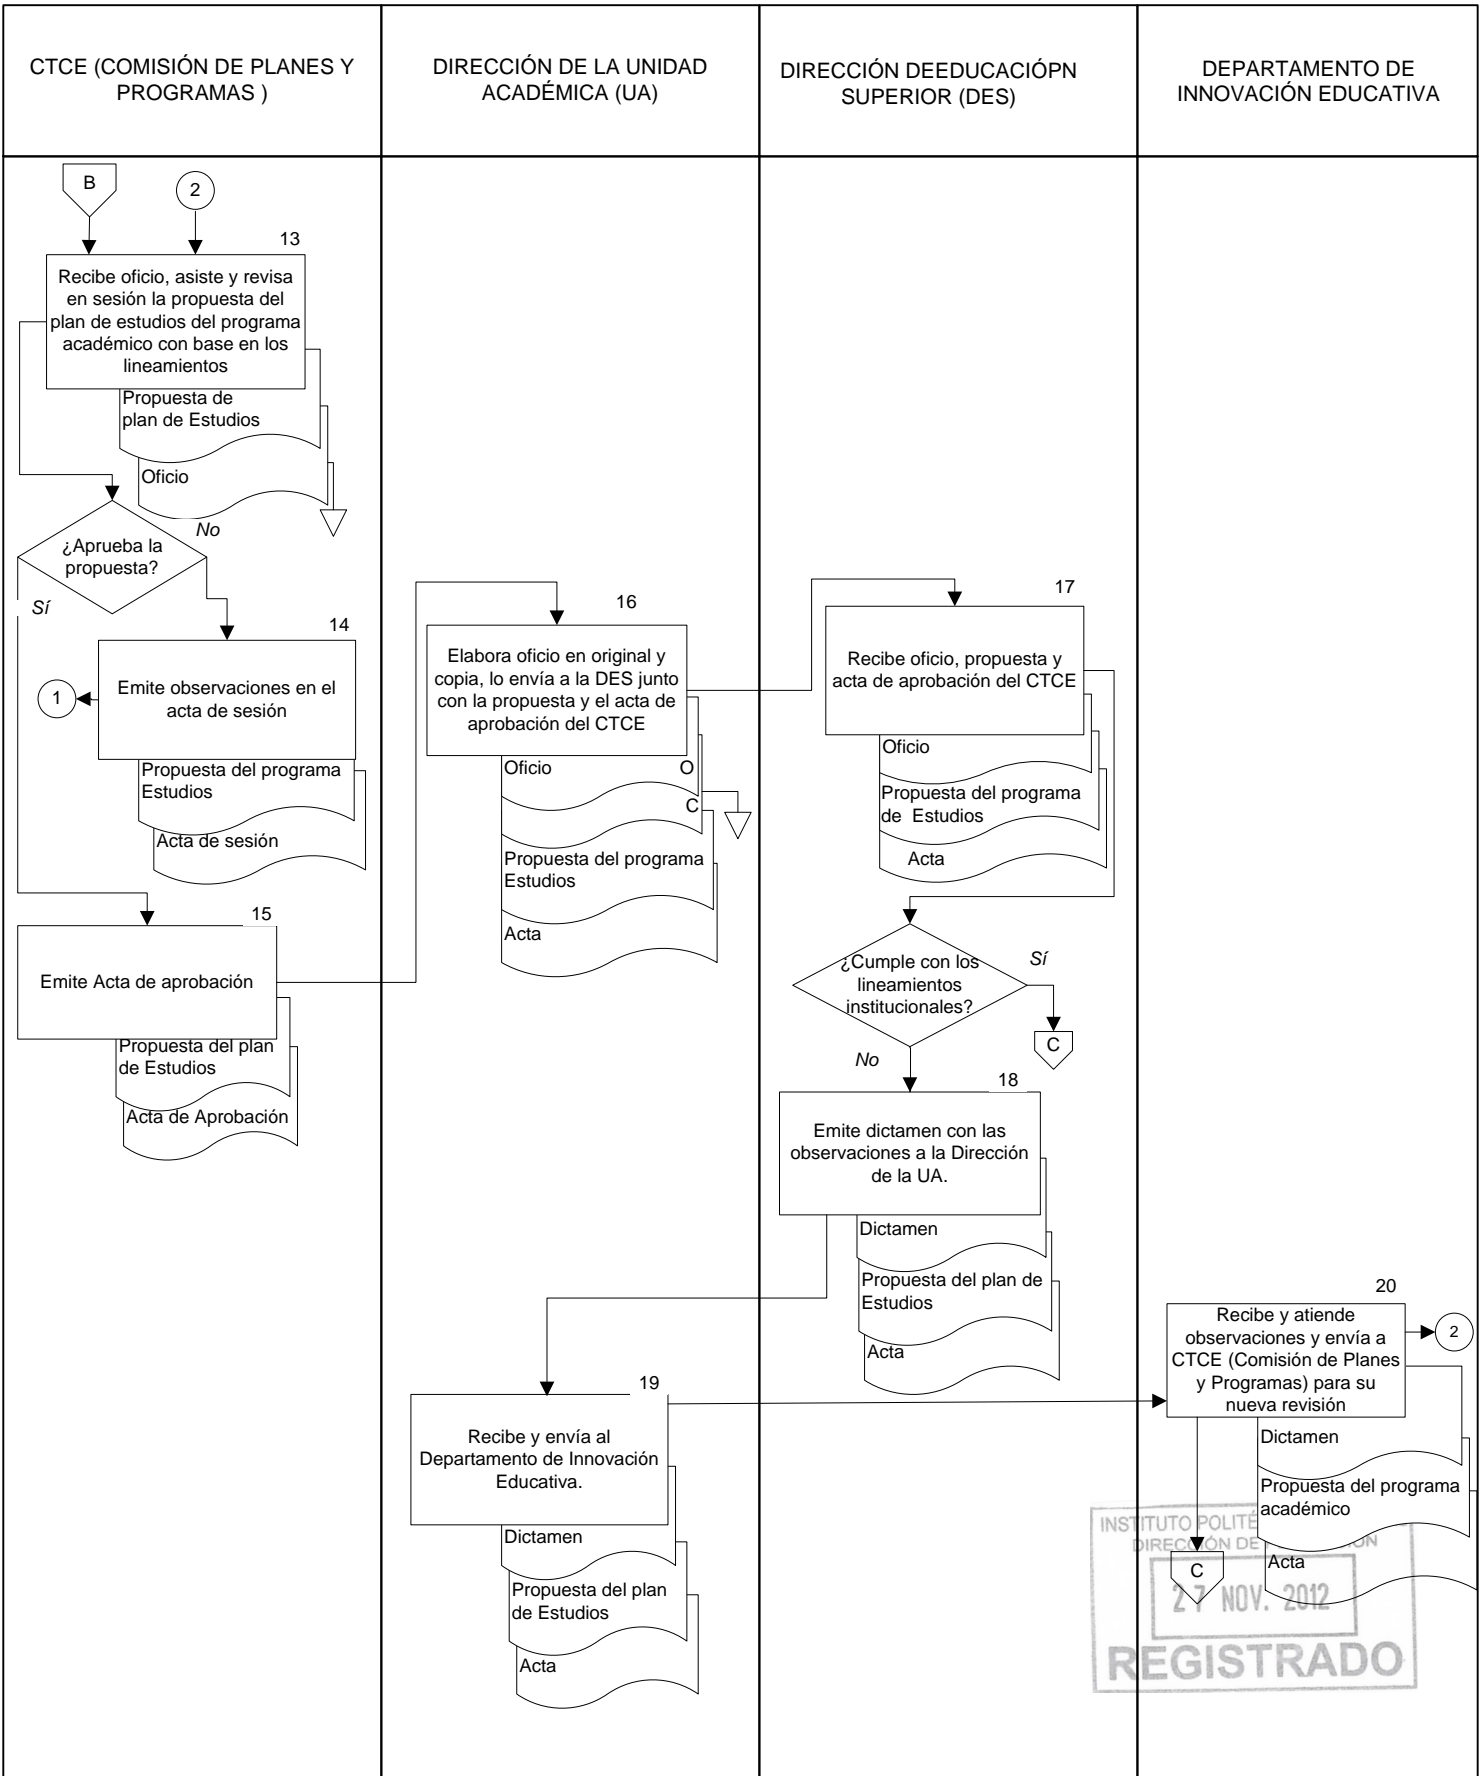 CTCE (COMISIÓN DE PLANES Y
PROGRAMAS )
DIRECCIÓN DE LA UNIDAD
ACADÉMICA (UA)
DIRECCIÓN DEEDUCACIÓPN
SUPERIOR (DES)
DEPARTAMENTO DE
INNOVACIÓN EDUCATIVA
B
2
13
Recibe oficio, asiste y revisa
en sesión la propuesta del
plan de estudios del programa
académico con base en los
lineamientos
Propuesta de
plan de Estudios
Oficio
No
¿Aprueba la
propuesta?
Sí
14
Emite observaciones en el
acta de sesión
1
Propuesta del programa
Estudios
Acta de sesión
15
Emite Acta de aprobación
Propuesta del plan
de Estudios
Acta de Aprobación
16
Elabora oficio en original y
copia, lo envía a la DES junto
con la propuesta y el acta de
aprobación del CTCE
Oficio O
C
Propuesta del programa
Estudios
Acta
17
Recibe oficio, propuesta y
acta de aprobación del CTCE
Oficio
Propuesta del programa
de Estudios
Acta
¿Cumple con los
lineamientos
institucionales?
Sí
C
No
18
Emite dictamen con las
observaciones a la Dirección
de la UA.
Dictamen
Propuesta del plan de
Estudios
Acta
19
Recibe y envía al
Departamento de Innovación
Educativa.
Dictamen
Propuesta del plan
de Estudios
Acta
20
Recibe y atiende
observaciones y envía a
CTCE (Comisión de Planes
y Programas) para su
nueva revisión
2
Dictamen
Propuesta del programa
académico
Acta
C
INSTITUTO
DIRECCIÓN DE
27 NOV. 2012
REGISTRADO